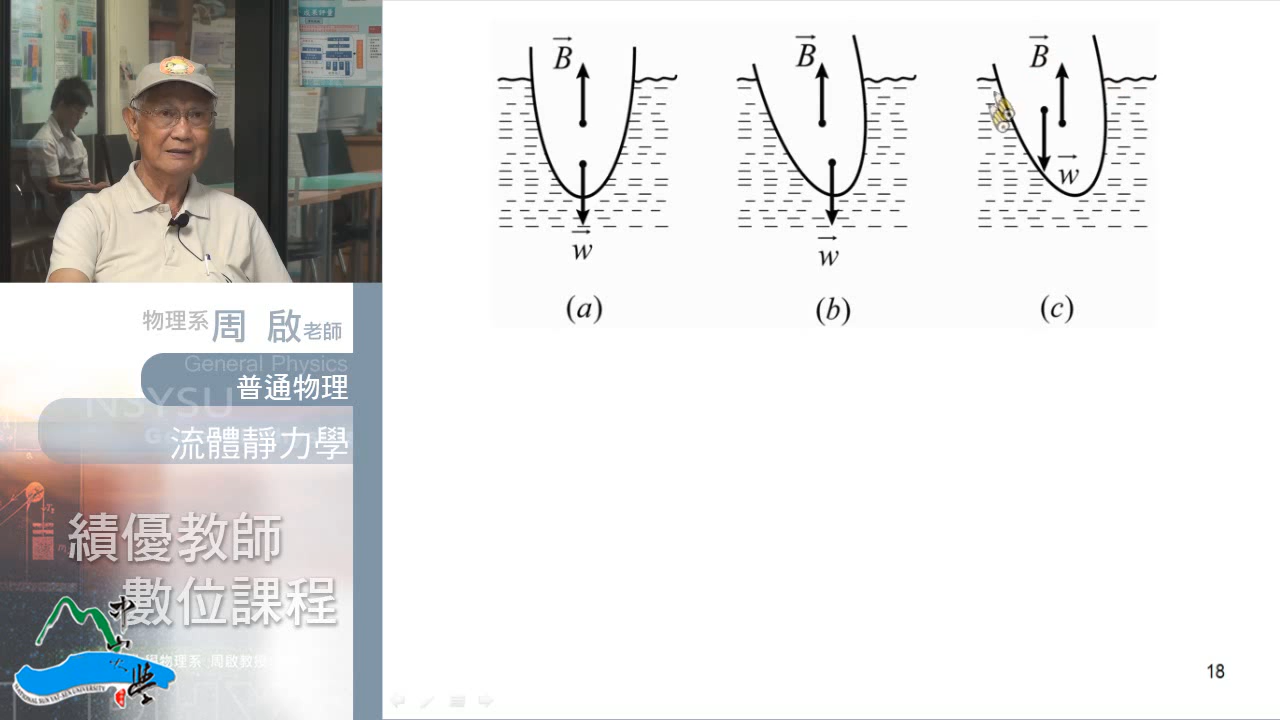 物理系 周 啟 老師
General Physics
普通物理
NSYSU
流體靜力學
績優教師
數位課程
B
w
(a)
B
w
(b)
B
w
(c)
18